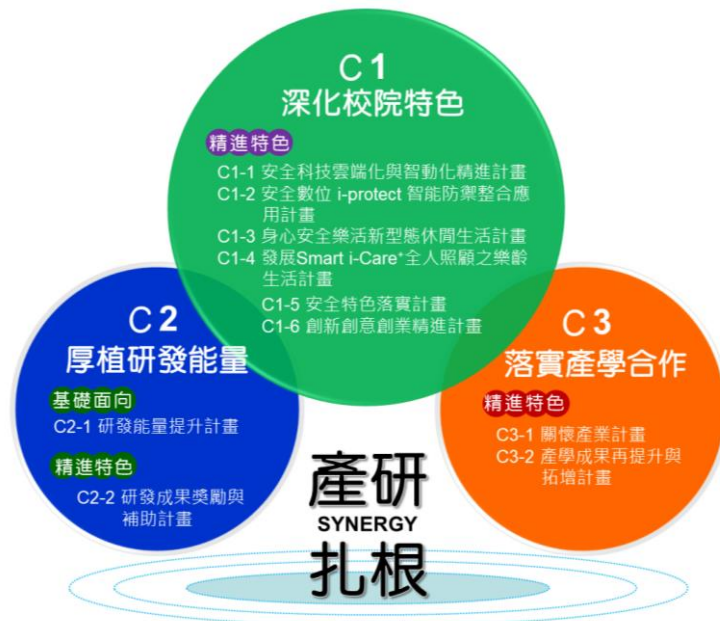 C1
深化校院特色
精進特色
C1-1 安全科技雲端化與智動化精進計畫
C1-2 安全數位 i-protect 智能防禦整合應
用計畫
C1-3 身心安全樂活新型態休閒生活計畫
C1-4 發展Smart i-Care⁺全人照顧之樂齡
生活計畫
C1-5 安全特色落實計畫
C1-6 創新創意創業精進計畫
C2
厚植研發能量
基礎面向
C2-1 研發能量提升計畫
精進特色
C2-2 研發成果獎勵與
補助計畫
C3
落實產學合作
精進特色
C3-1 關懷產業計畫
C3-2 產學成果再提升與
拓增計畫
產研
SYNERGY
扎根